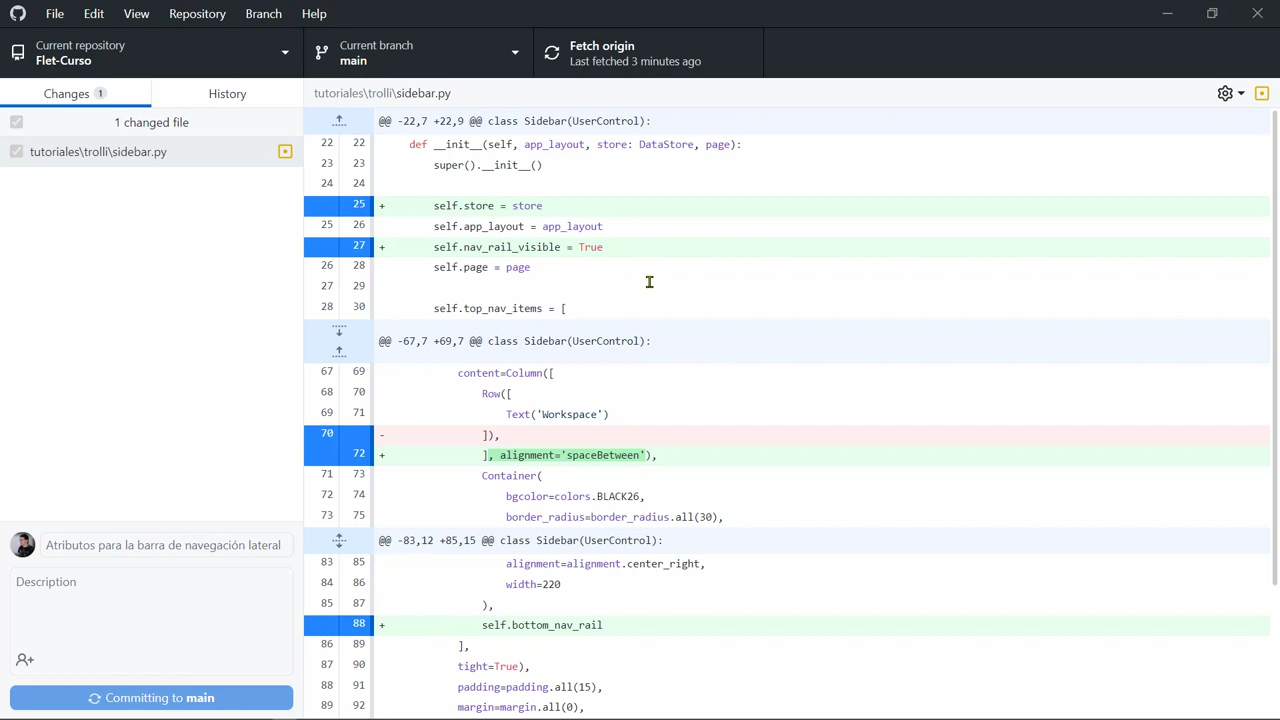 File Edit View Repository Branch Help
Current repository
Flet-Curso
Current branch
main
Fetch origin
Last fetched 3 minutes ago
Changes 1 History
tutoriales\trolli\sidebar.py
1 changed file
tutoriales\trolli\sidebar.py
@@ -22,7 +22,9 @@ class Sidebar(UserControl):
22 22 def __init__(self, app_layout, store: DataStore, page):
23 23 super().__init__()
24 24
25 + self.store = store
25 26 self.app_layout = app_layout
27 + self.nav_rail_visible = True
26 28 self.page = page
27 29
28 30 self.top_nav_items = [
@@ -67,7 +69,7 @@ class Sidebar(UserControl):
67 69 content=Column([
68 70 Row([
69 71 Text('Workspace')
70 - ]),
72 + ], alignment='spaceBetween'),
71 73 Container(
72 74 bgcolor=colors.BLACK26,
73 75 border_radius=border_radius.all(30),
@@ -83,12 +85,15 @@ class Sidebar(UserControl):
83 85 alignment=alignment.center_right,
84 86 width=220
85 87 ),
88 + self.bottom_nav_rail
86 89 ],
87 90 tight=True),
88 91 padding=padding.all(15),
89 92 margin=margin.all(0),
Atributos para la barra de navegación lateral
Description
Committing to main